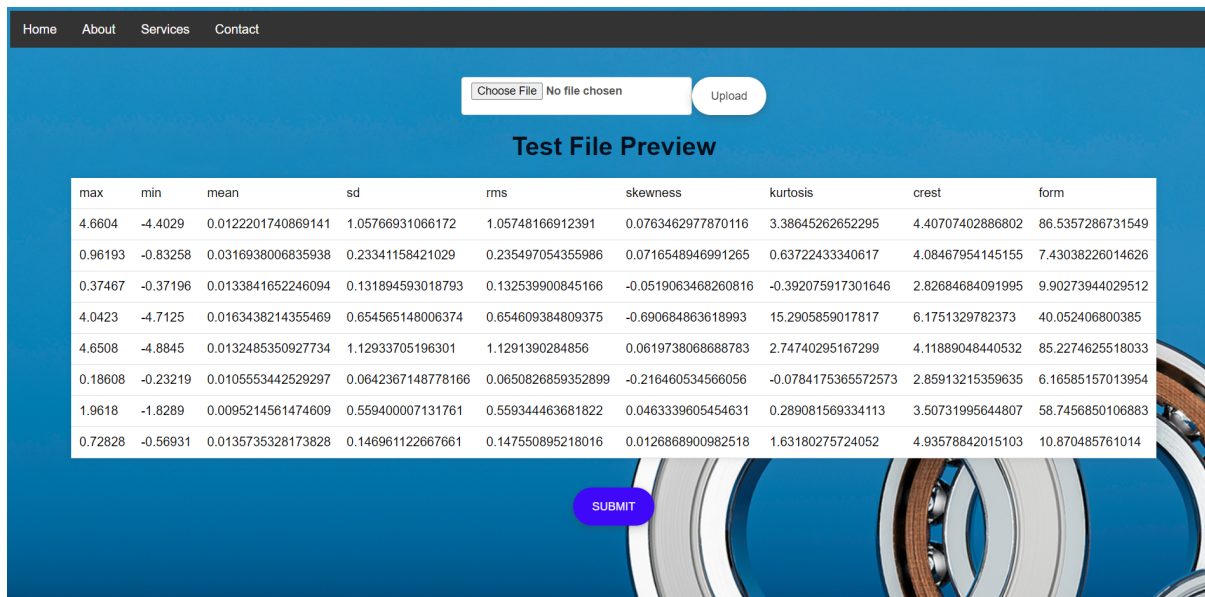 Home About Services Contact
Choose File No file chosen Upload
Test File Preview
max min mean sd rms skewness kurtosis crest form
4.6604 -4.4029 0.0122201740869141 1.05766931066172 1.05748166912391 0.0763462977870116 3.38645262652295 4.40707402886802 86.5357286731549
0.96193 -0.83258 0.0316938006835938 0.23341158421029 0.235497054355986 0.0716548946991265 0.63722433340617 4.08467954145155 7.43038226014626
0.37467 -0.37196 0.0133841652246094 0.131894593018793 0.132539900845166 -0.0519063468260816 -0.392075917301646 2.82684684091995 9.90273944029512
4.0423 -4.7125 0.0163438214355469 0.654565148006374 0.654609384809375 -0.690684863618993 15.2905859017817 6.1751329782373 40.052406800385
4.6508 -4.8845 0.0132485350927734 1.12933705196301 1.1291390284856 0.0619738068688783 2.74740295167299 4.11889048440532 85.2274625518033
0.18608 -0.23219 0.0105553442529297 0.0642367148778166 0.0650826859352899 -0.216460534566056 -0.0784175365572573 2.85913215359635 6.16585157013954
1.9618 -1.8289 0.0095214561474609 0.559400007131761 0.559344463681822 0.0463339605454631 0.289081569334113 3.50731995644807 58.7456850106883
0.72828 -0.56931 0.0135735328173828 0.146961122667661 0.147550895218016 0.0126868900982518 1.63180275724052 4.93578842015103 10.870485761014
SUBMIT